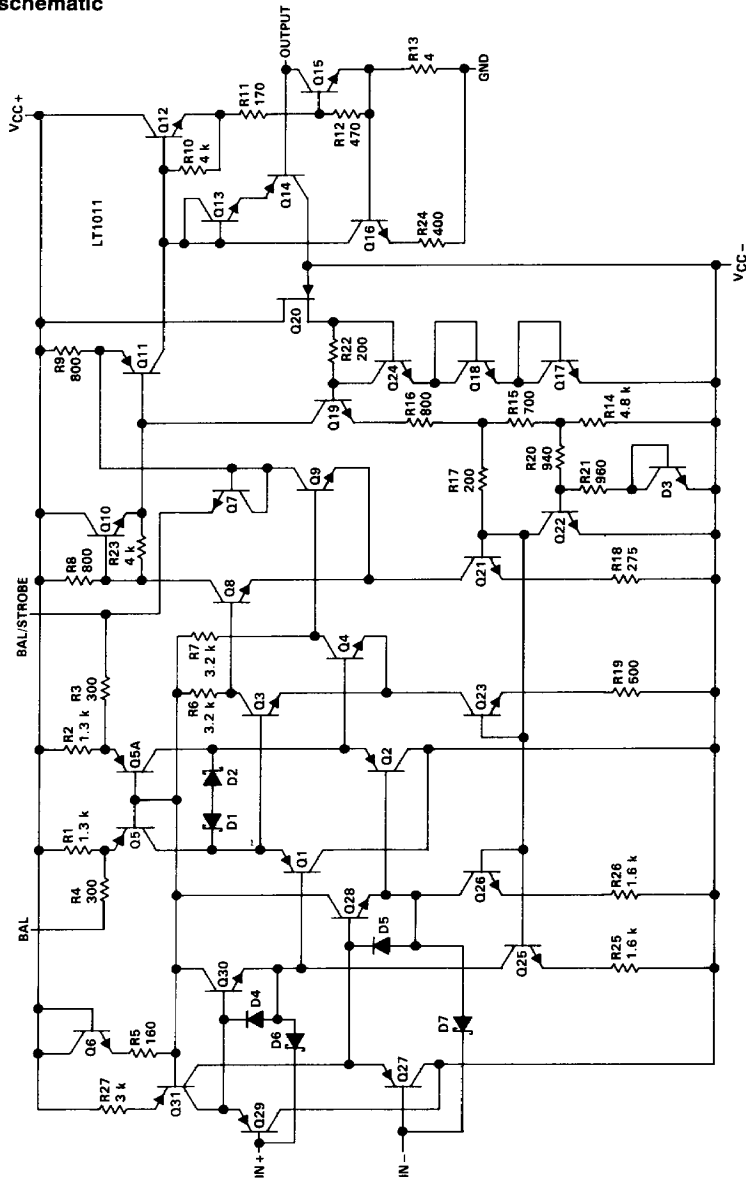 schematic
VCC+
BAL
BAL/STROBE
LT1011
OUTPUT
GND
VCC−
IN+
IN−
R27
3 k
Q6
R5
160
Q31
Q29
Q30
D4
D6
Q27
D7
D5
Q28
R4
300
R1
1.3 k
R2
1.3 k
R3
300
Q5
Q5A
D1
D2
Q1
Q2
Q25
Q26
R25
1.6 k
R26
1.6 k
R6
3.2 k
R7
3.2 k
Q3
Q4
Q23
R19
600
R8
800
Q10
R23
4 k
Q8
Q7
Q9
Q21
R18
275
R17
200
Q22
R20
940
R21
960
D3
R9
800
Q11
Q19
R16
800
R15
700
R14
4.8 k
Q20
R22
200
Q24
Q18
Q17
Q12
R10
4 k
Q13
Q14
R11
170
Q15
R12
470
R13
4
Q16
R24
400